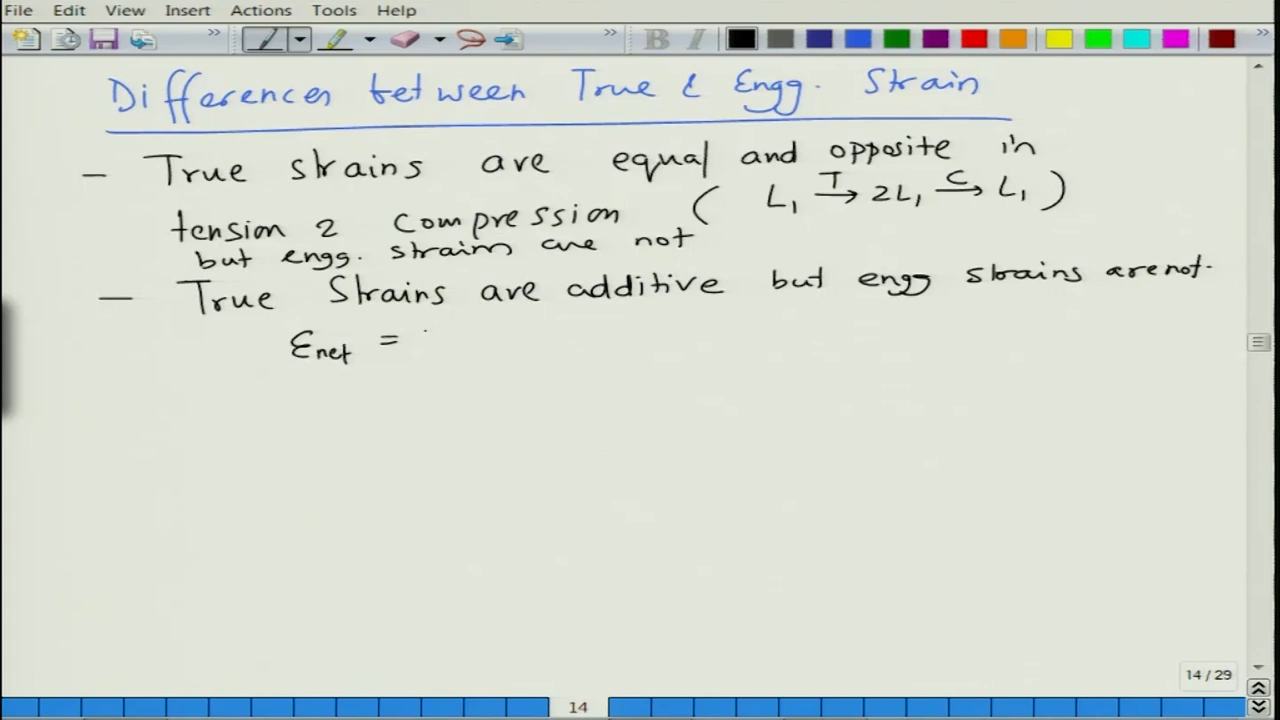 File Edit View Insert Actions Tools Help
Differences between True & Engg. Strain
- True strains are equal and opposite in
tension & compression ( L1 T→ 2L1 C→ L1 )
but engg. strains are not
- True Strains are additive but engg strains are not.
εnet =
14 / 29
14